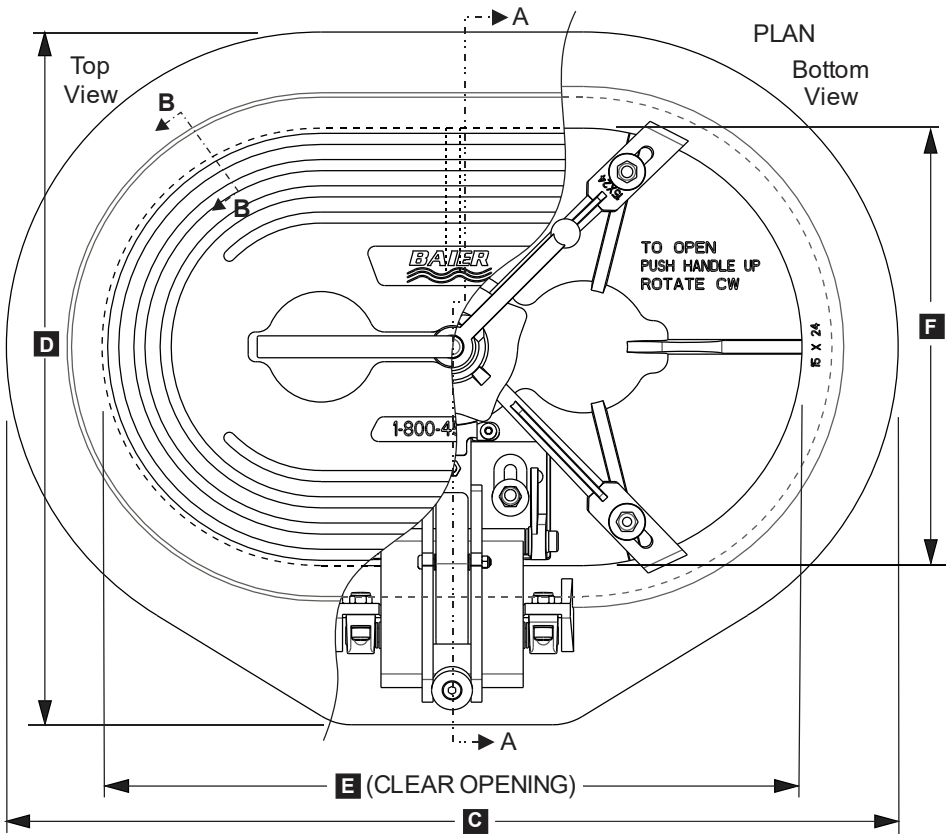 A
PLAN
Top
View
Bottom
View
B
B
BAIER
5X24
TO OPEN
PUSH HANDLE UP
ROTATE CW
F
D
15 X 24
1-800-4
A
E (CLEAR OPENING)
C